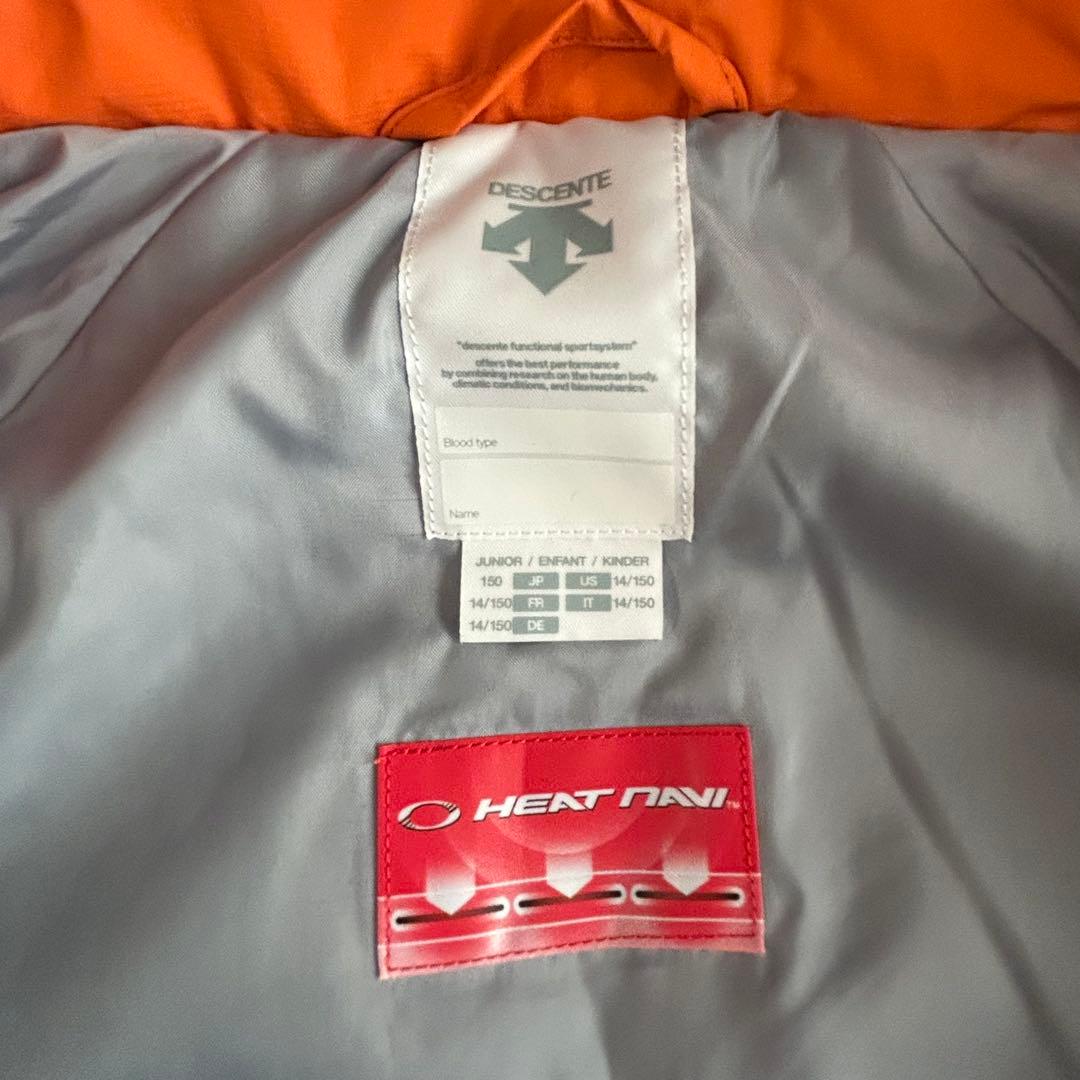 DESCENTE
"descente functional sportsystem"
offers the best performance
by combining research on the human body,
climatic conditions, and biomechanics.
Blood type
Name
JUNIOR / ENFANT / KINDER
150 JP US 14/150
14/150 FR IT 14/150
14/150 DE
HEAT NAVI™